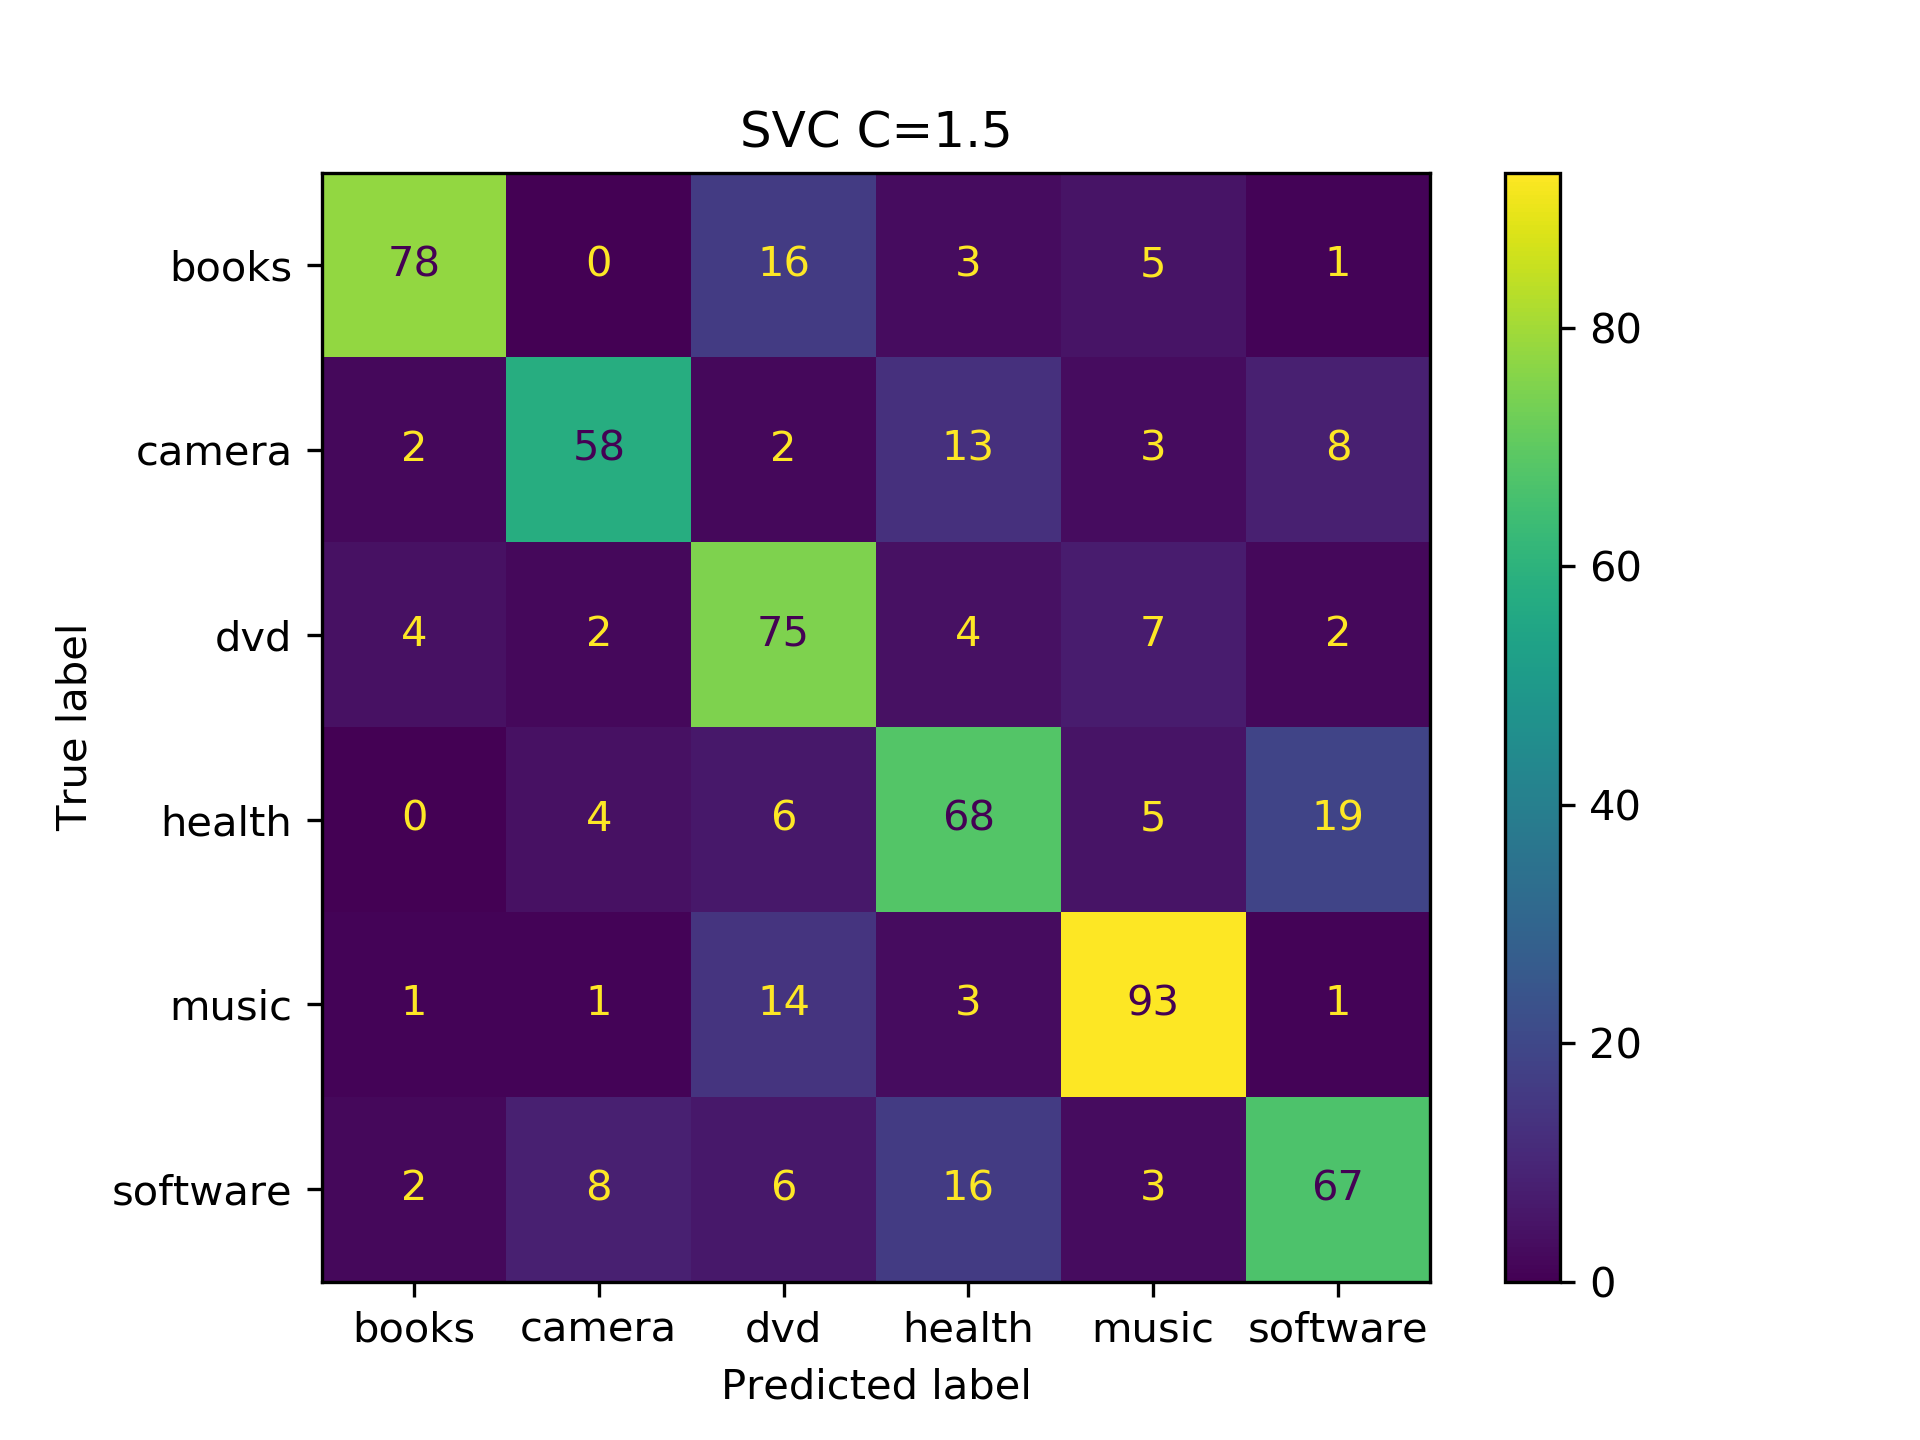 SVC C=1.5
True label
books 78 0 16 3 5 1
camera 2 58 2 13 3 8
dvd 4 2 75 4 7 2
health 0 4 6 68 5 19
music 1 1 14 3 93 1
software 2 8 6 16 3 67
books camera dvd health music software
Predicted label
80
60
40
20
0